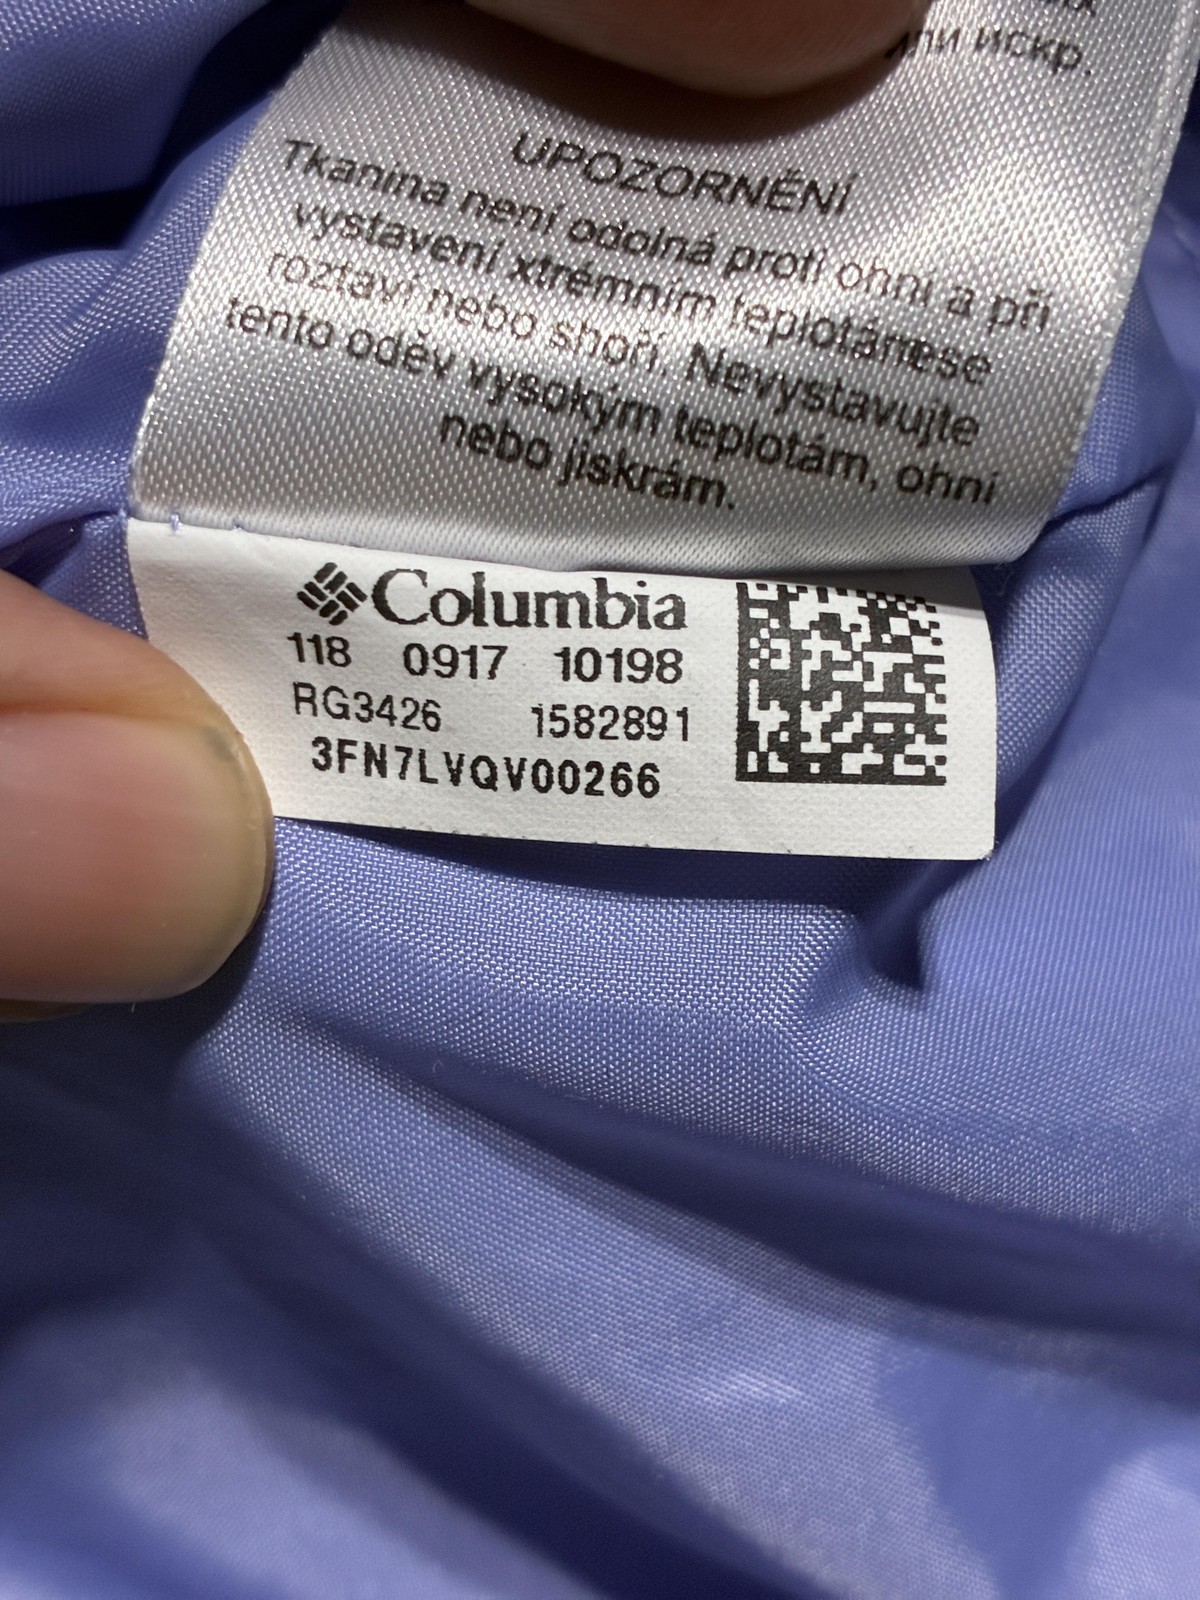 или искр.
UPOZORNĚNÍ
Tkanina není odolná proti ohni a při
vystavení xtrémním teplotánese
roztaví nebo shoří. Nevystavujte
tento oděv vysokým teplotám, ohni
nebo jiskrám.
Columbia
118 0917 10198
RG3426 1582891
3FN7LVQV00266